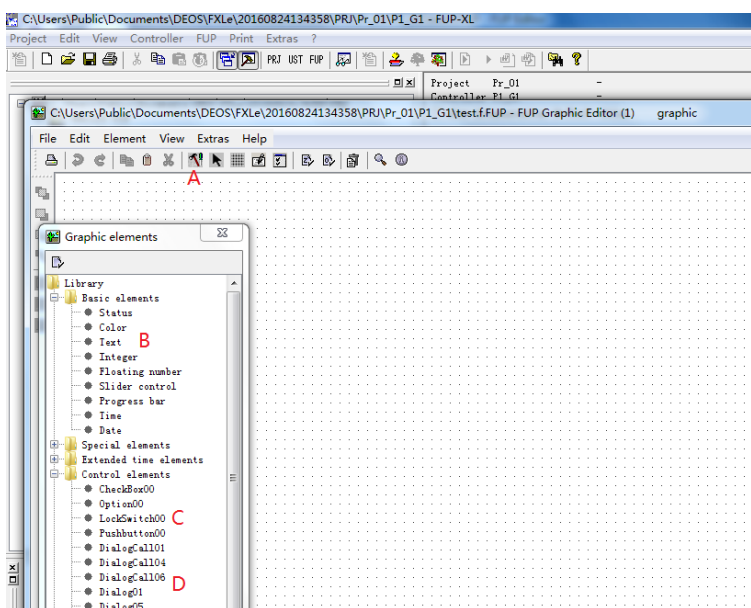 C:\Users\Public\Documents\DEOS\FXLe\20160824134358\PRJ\Pr_01\P1_G1 - FUP-XL
Project Edit View Controller FUP Print Extras ?
PRJ UST FUP
Project Pr_01 -
Controller P1_G1 -
C:\Users\Public\Documents\DEOS\FXLe\20160824134358\PRJ\Pr_01\P1_G1\test.f.FUP - FUP Graphic Editor (1) graphic
File Edit Element View Extras Help
A
Graphic elements
Library
Basic elements
Status
Color
Text B
Integer
Floating number
Slider control
Progress bar
Time
Date
Special elements
Extended time elements
Control elements
CheckBox00
Option00
LockSwitch00 C
Pushbutton00
DialogCall01
DialogCall04
DialogCall06 D
Dialog01
Dialog05